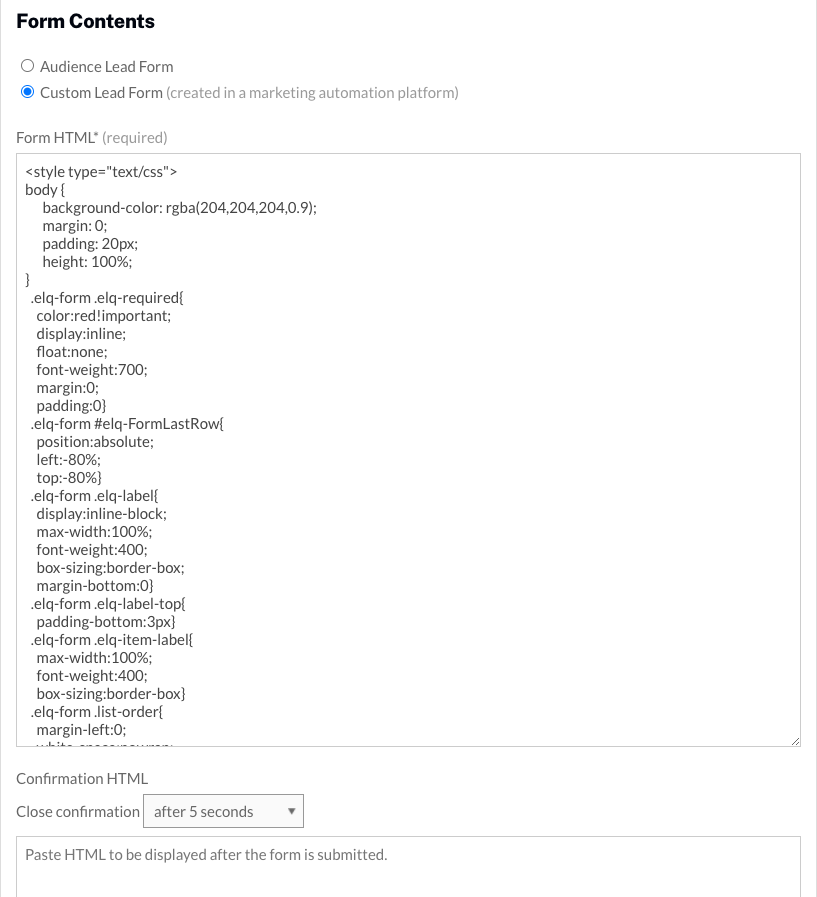 Form Contents
Audience Lead Form
Custom Lead Form (created in a marketing automation platform)
Form HTML* (required)
<style type="text/css">
body {
background-color: rgba(204,204,204,0.9);
margin: 0;
padding: 20px;
height: 100%;
}
.elq-form .elq-required{
color:red!important;
display:inline;
float:none;
font-weight:700;
margin:0;
padding:0}
.elq-form #elq-FormLastRow{
position:absolute;
left:-80%;
top:-80%}
.elq-form .elq-label{
display:inline-block;
max-width:100%;
font-weight:400;
box-sizing:border-box;
margin-bottom:0}
.elq-form .elq-label-top{
padding-bottom:3px}
.elq-form .elq-item-label{
max-width:100%;
font-weight:400;
box-sizing:border-box}
.elq-form .list-order{
margin-left:0;
white-space:nowrap;
Confirmation HTML
Close confirmation after 5 seconds
Paste HTML to be displayed after the form is submitted.